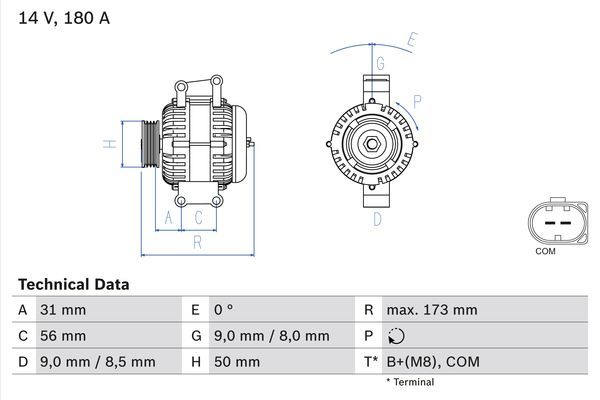 14 V, 180 A
E
G
P
H
A
C
D
R
COM
Technical Data
A 31 mm E 0 ° R max. 173 mm
C 56 mm G 9,0 mm / 8,0 mm P
D 9,0 mm / 8,5 mm H 50 mm T* B+(M8), COM
* Terminal